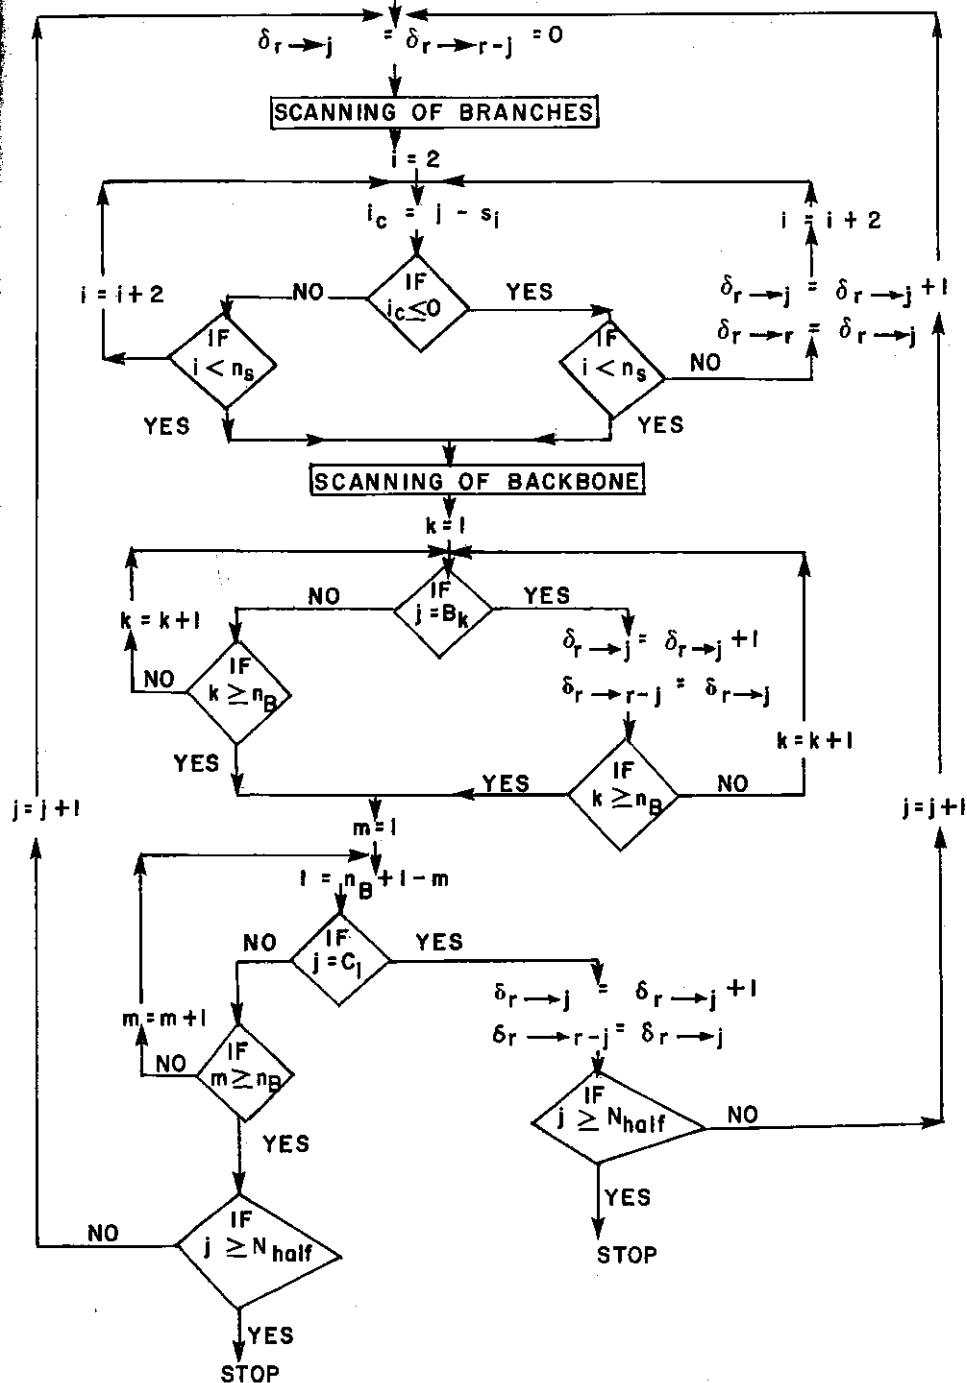 δr→j = δr→r-j = 0
SCANNING OF BRANCHES
i = 2
ic = j - si
i = i + 2
i = i + 2
IF
ic ≤ 0
NO
YES
δr→j = δr→j + 1
δr→r = δr→j
IF
i < ns
IF
i < ns
NO
YES
YES
SCANNING OF BACKBONE
k = 1
IF
j = Bk
NO
YES
k = k + 1
δr→j = δr→j + 1
δr→r-j = δr→j
IF
k ≥ nB
NO
YES
k = k + 1
IF
k ≥ nB
YES
NO
j = j + 1
j = j + 1
m = 1
l = nB + 1 - m
IF
j = Cl
NO
YES
m = m + 1
δr→j = δr→j + 1
δr→r-j = δr→j
IF
m ≥ nB
NO
YES
IF
j ≥ Nhalf
NO
YES
STOP
IF
j ≥ Nhalf
NO
YES
STOP